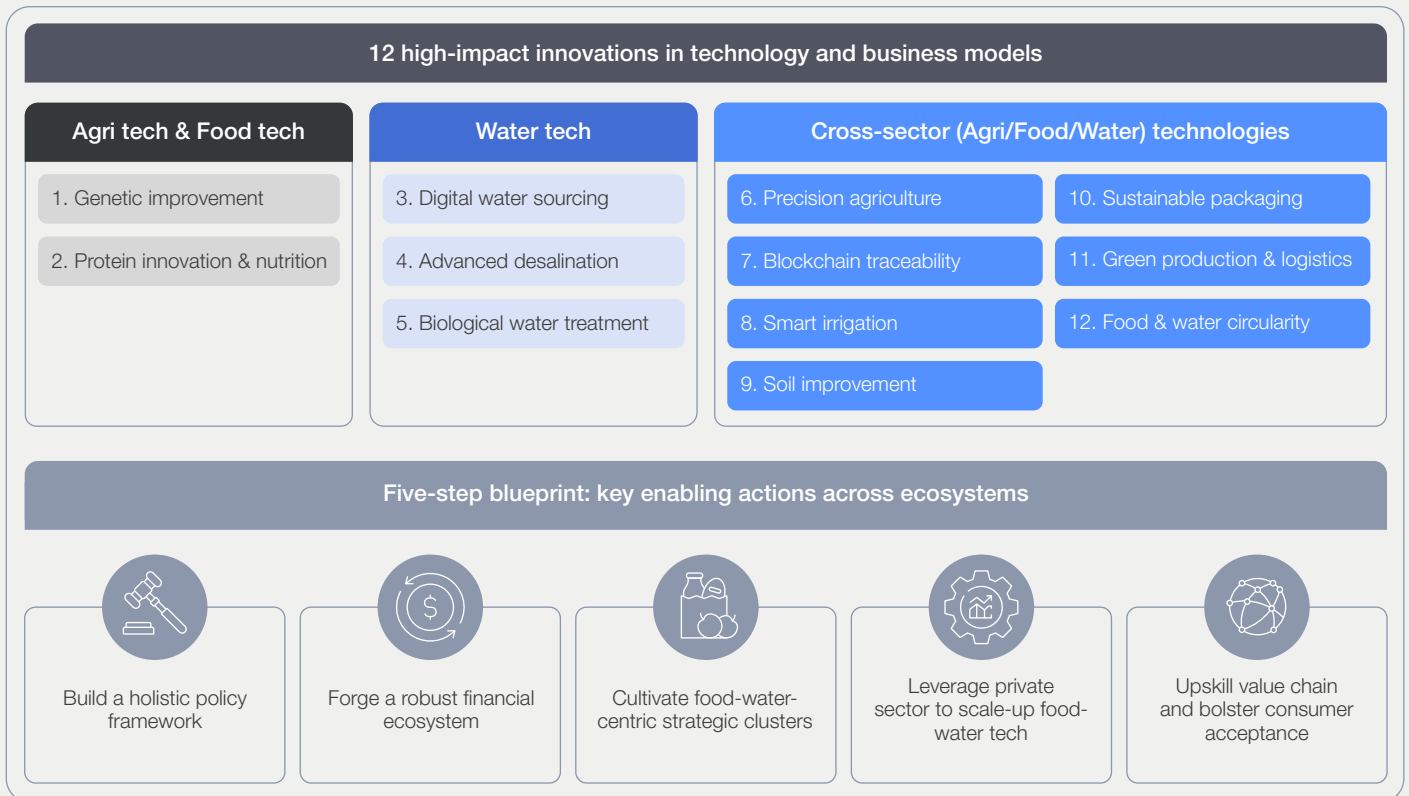 12 high-impact innovations in technology and business models
Agri tech & Food tech
1. Genetic improvement
2. Protein innovation & nutrition
Water tech
3. Digital water sourcing
4. Advanced desalination
5. Biological water treatment
Cross-sector (Agri/Food/Water) technologies
6. Precision agriculture
7. Blockchain traceability
8. Smart irrigation
9. Soil improvement
10. Sustainable packaging
11. Green production & logistics
12. Food & water circularity
Five-step blueprint: key enabling actions across ecosystems
Build a holistic policy
framework
$
Forge a robust financial
ecosystem
Cultivate food-water-
centric strategic clusters
Leverage private
sector to scale-up food-
water tech
Upskill value chain
and bolster consumer
acceptance